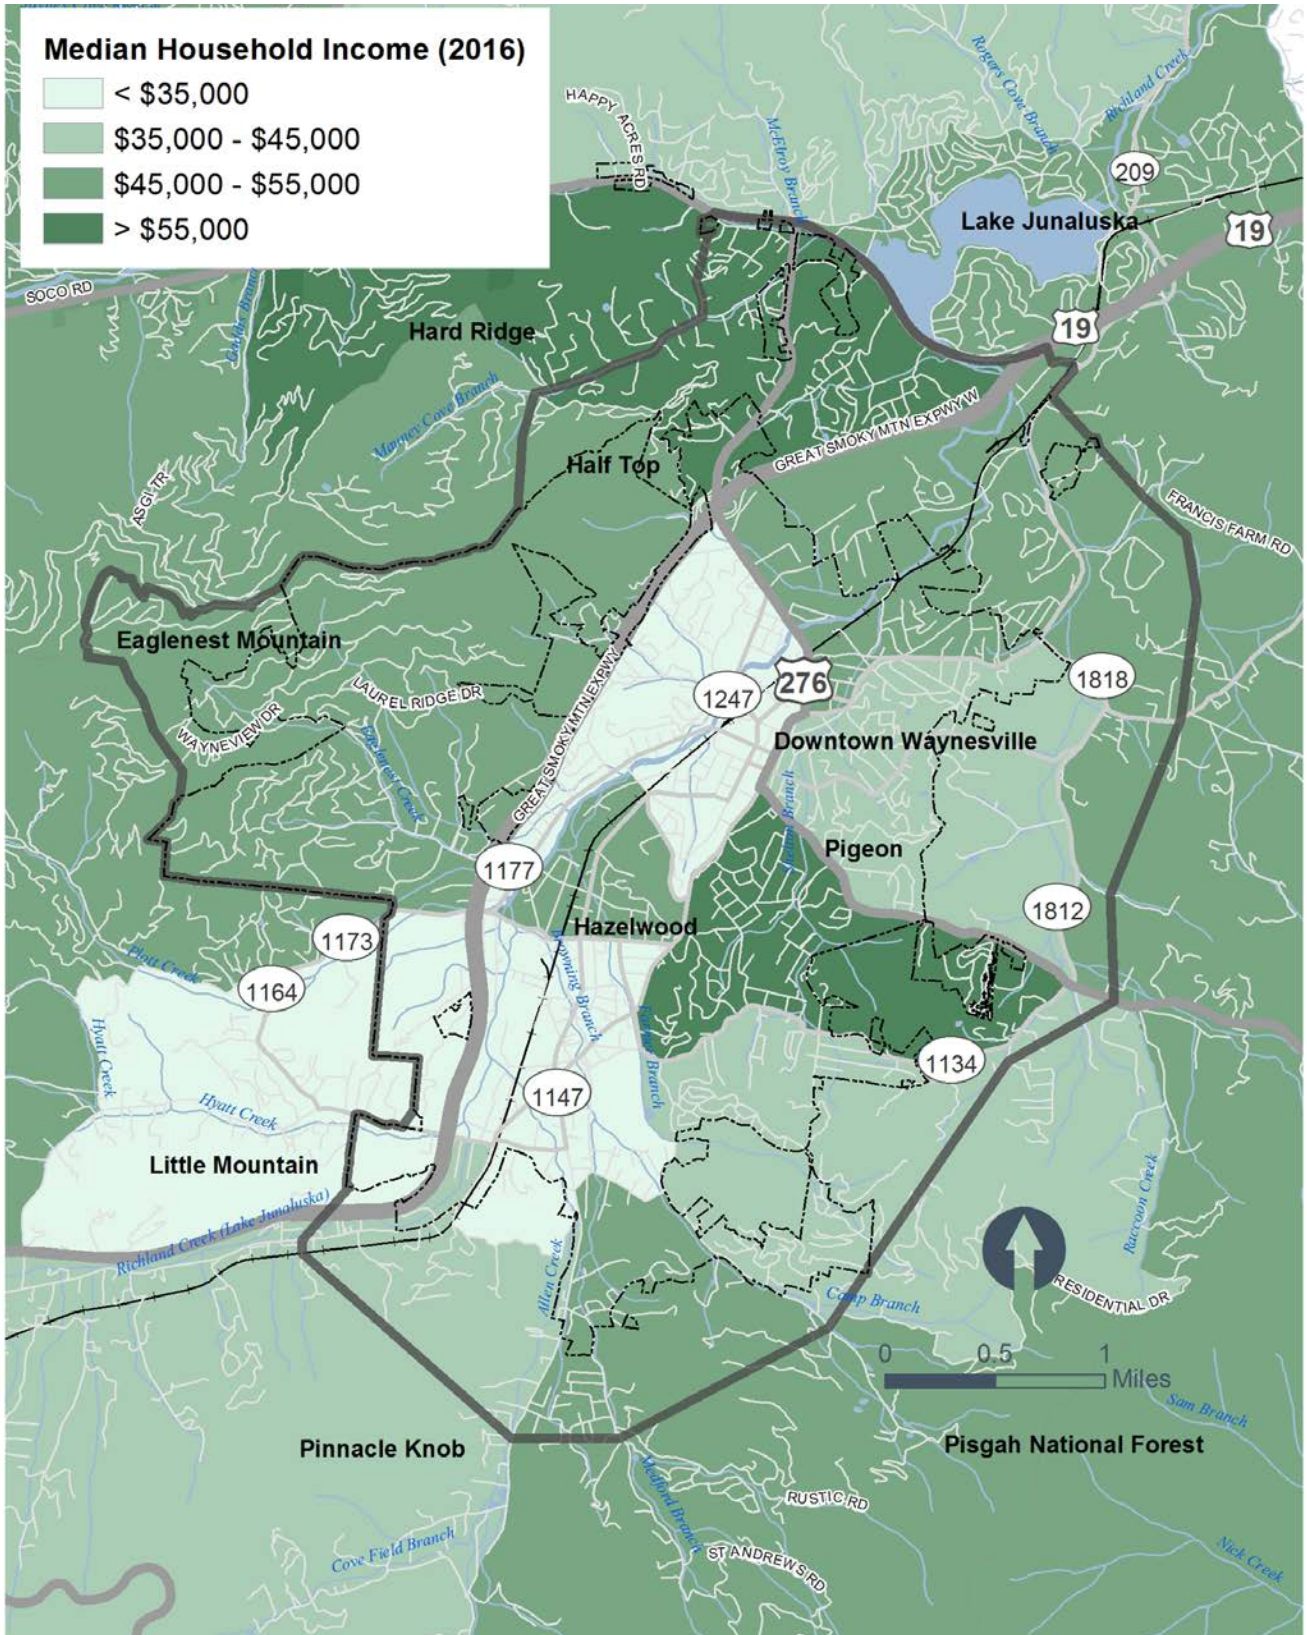 Median Household Income (2016)
< $35,000
$35,000 - $45,000
$45,000 - $55,000
> $55,000
HAPPY ACRES RD
McElroy Branch
Rogers Cove Branch
Richland Creek
209
19
Lake Junaluska
19
SOCO RD
Hard Ridge
Mauney Cove Branch
GREAT SMOKY MTN EXPWY W
Half Top
ASGI TR
FRANCIS FARM RD
Eaglenest Mountain
LAUREL RIDGE DR
WAYNEVIEW DR
Eaglenest Creek
GREAT SMOKY MTN EXPWY
1247
276
1818
Downtown Waynesville
Shelton Branch
Pigeon
1177
1812
Hazelwood
1173
Plott Creek
1164
Browning Branch
Hyatt Creek
Hyatt Creek
1147
1134
Little Mountain
Richland Creek (Lake Junaluska)
Allen Creek
Raccoon Creek
RESIDENTIAL DR
Camp Branch
0 0.5 1
Miles
Sam Branch
Pinnacle Knob
Pisgah National Forest
Medford Branch
RUSTIC RD
Cove Field Branch
ST ANDREWS RD
Nick Creek